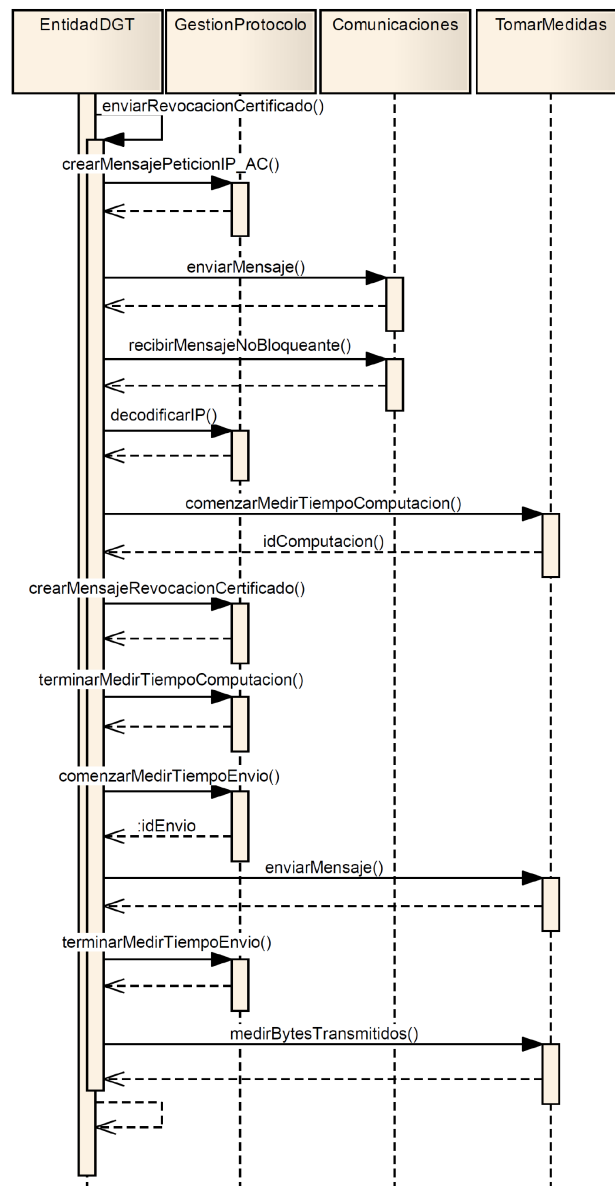 EntidadDGT
GestionProtocolo
Comunicaciones
TomarMedidas
enviarRevocacionCertificado()
crearMensajePeticionIP_AC()
enviarMensaje()
recibirMensajeNoBloqueante()
decodificarIP()
comenzarMedirTiempoComputacion()
idComputacion()
crearMensajeRevocacionCertificado()
terminarMedirTiempoComputacion()
comenzarMedirTiempoEnvio()
:idEnvio
enviarMensaje()
terminarMedirTiempoEnvio()
medirBytesTransmitidos()